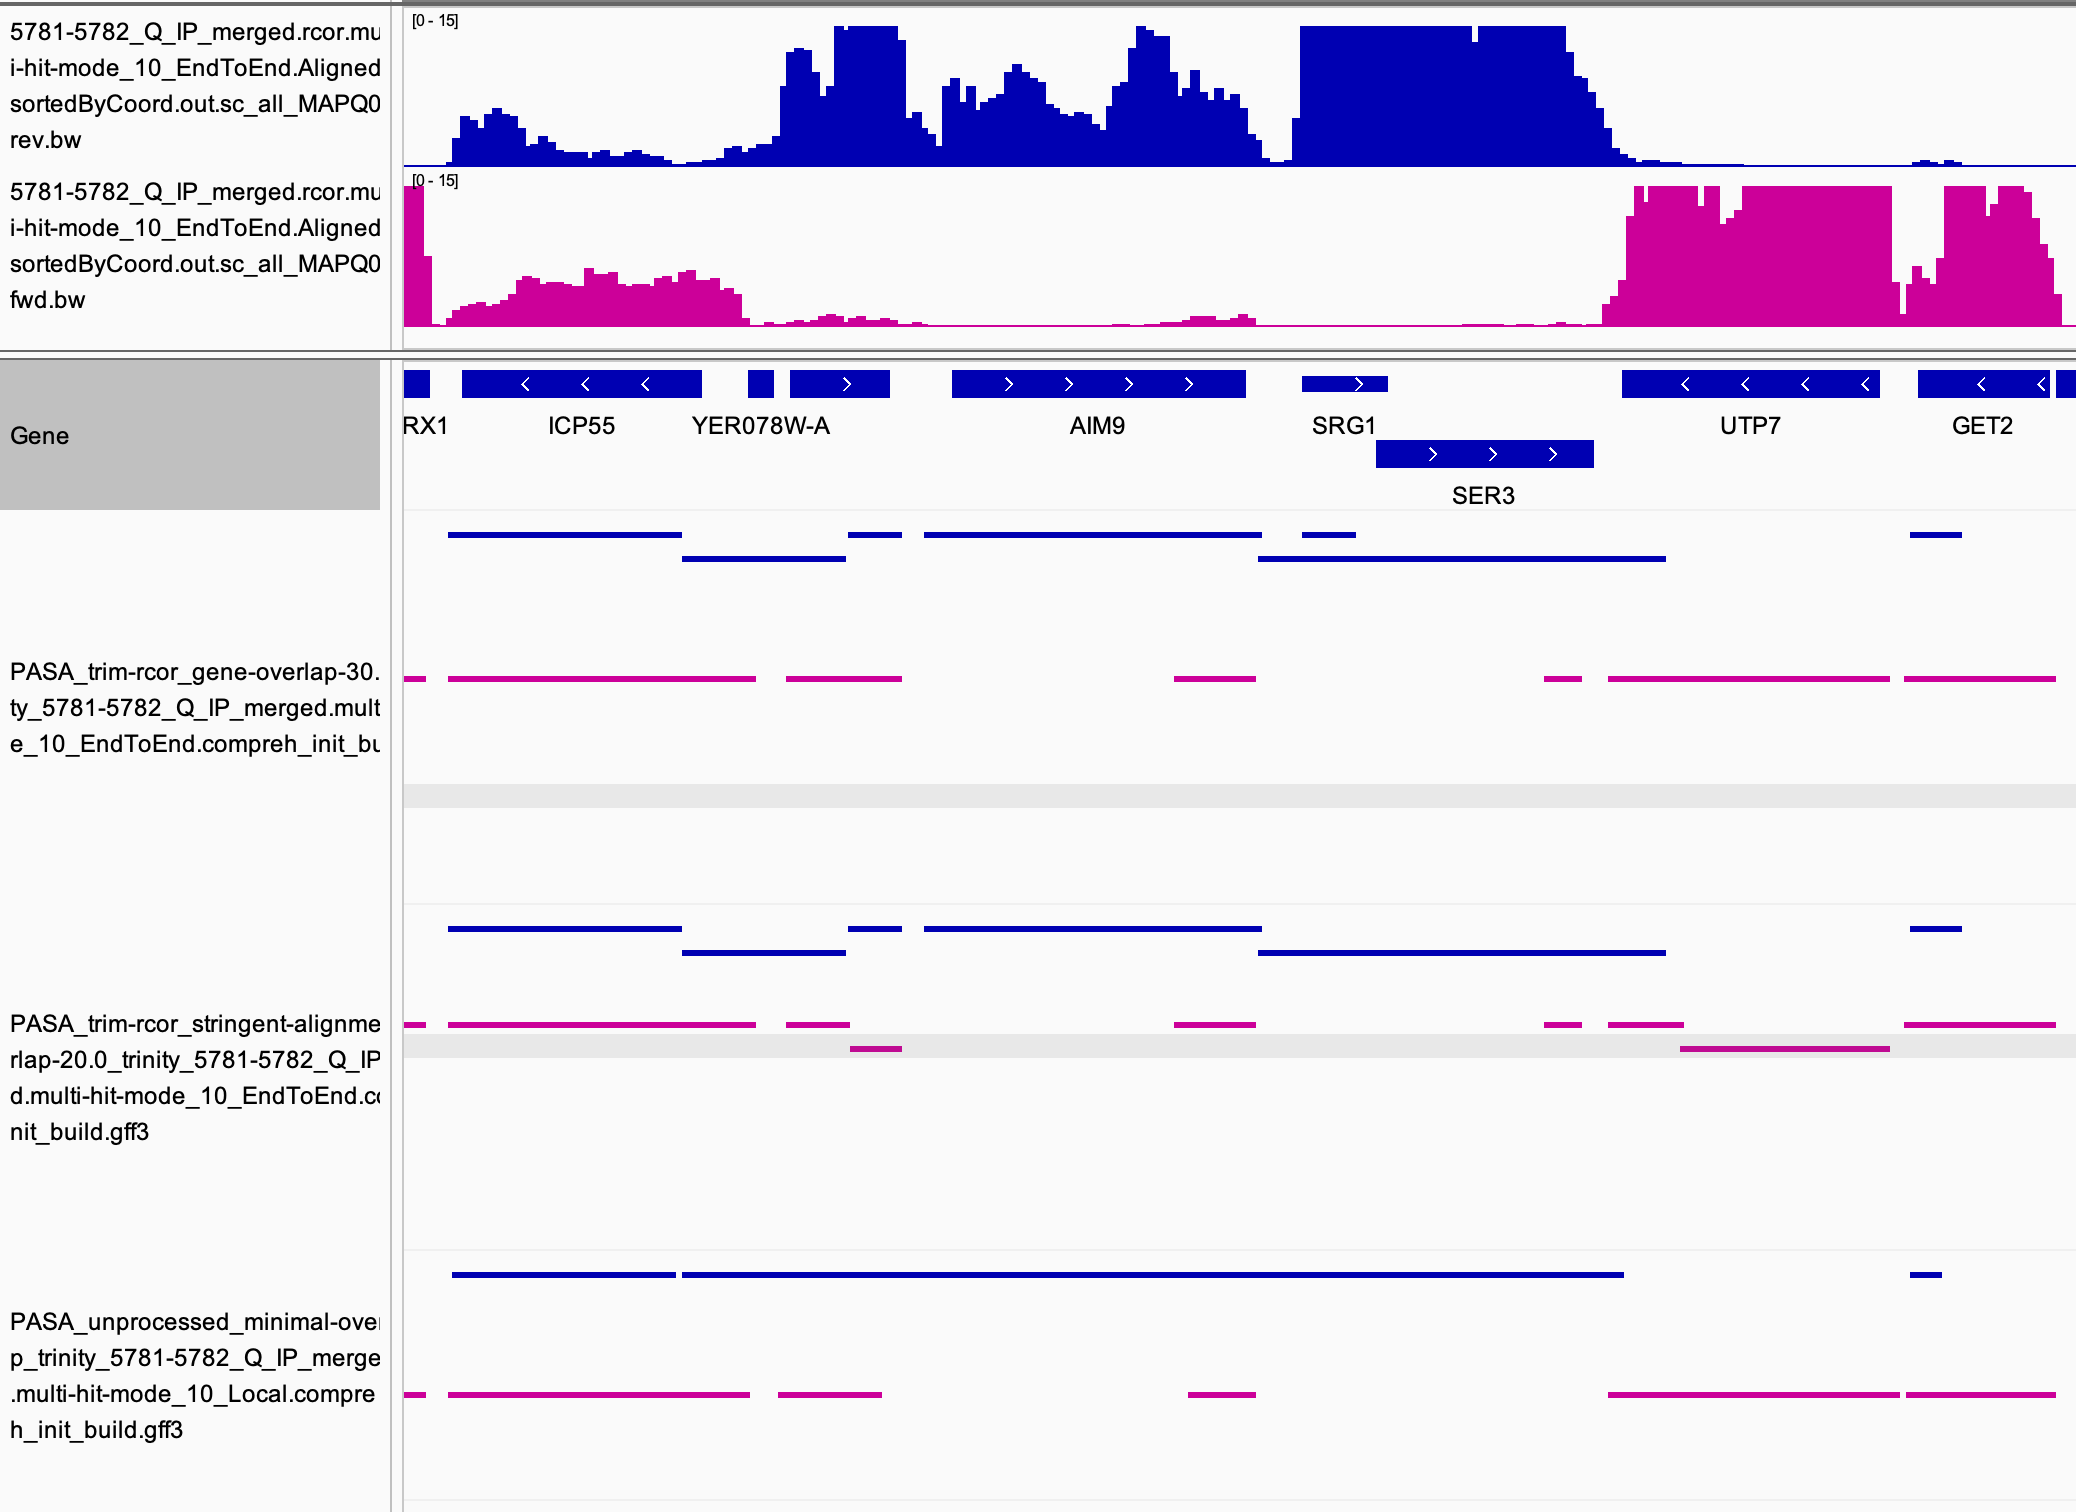 5781-5782_Q_IP_merged.rcor.mu
i-hit-mode_10_EndToEnd.Aligned
sortedByCoord.out.sc_all_MAPQ0
rev.bw
[0 - 15]
5781-5782_Q_IP_merged.rcor.mu
i-hit-mode_10_EndToEnd.Aligned
sortedByCoord.out.sc_all_MAPQ0
fwd.bw
[0 - 15]
Gene
RX1
ICP55
YER078W-A
AIM9
SRG1
UTP7
GET2
SER3
PASA_trim-rcor_gene-overlap-30.
ty_5781-5782_Q_IP_merged.mult
e_10_EndToEnd.compreh_init_bu
PASA_trim-rcor_stringent-alignme
rlap-20.0_trinity_5781-5782_Q_IP
d.multi-hit-mode_10_EndToEnd.co
nit_build.gff3
PASA_unprocessed_minimal-over
p_trinity_5781-5782_Q_IP_merge
.multi-hit-mode_10_Local.compre
h_init_build.gff3